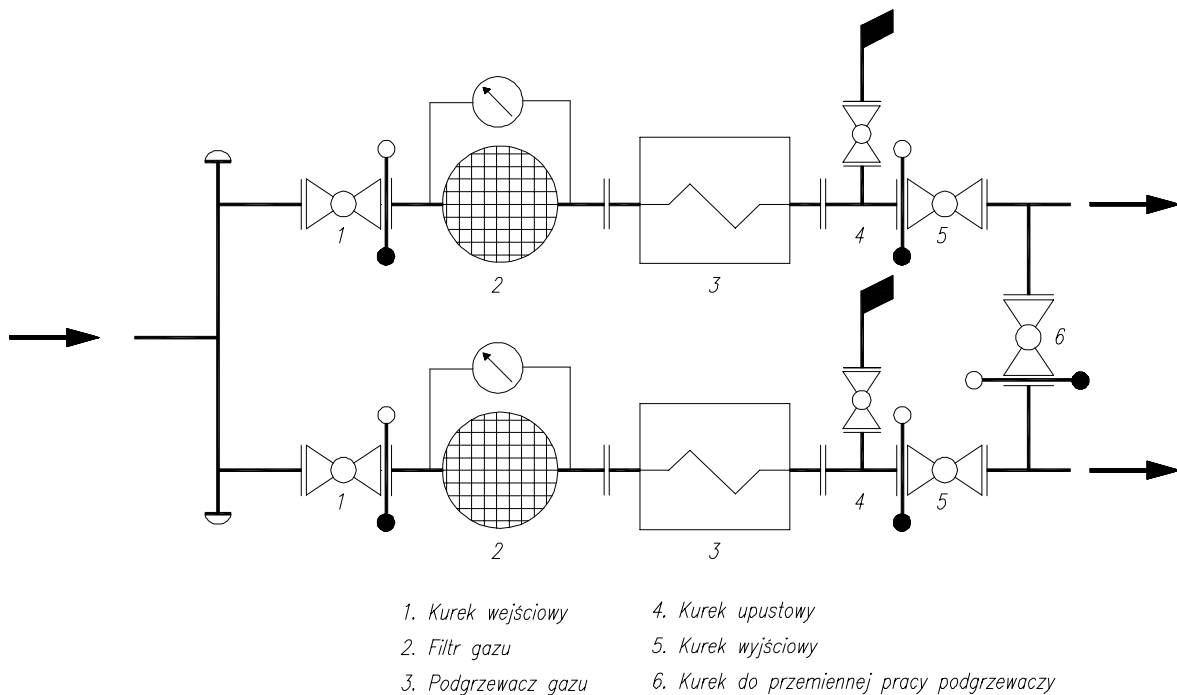 1
2
3
4
5
6
1
2
3
4
5
1. Kurek wejściowy
2. Filtr gazu
3. Podgrzewacz gazu
4. Kurek upustowy
5. Kurek wyjściowy
6. Kurek do przemiennej pracy podgrzewaczy